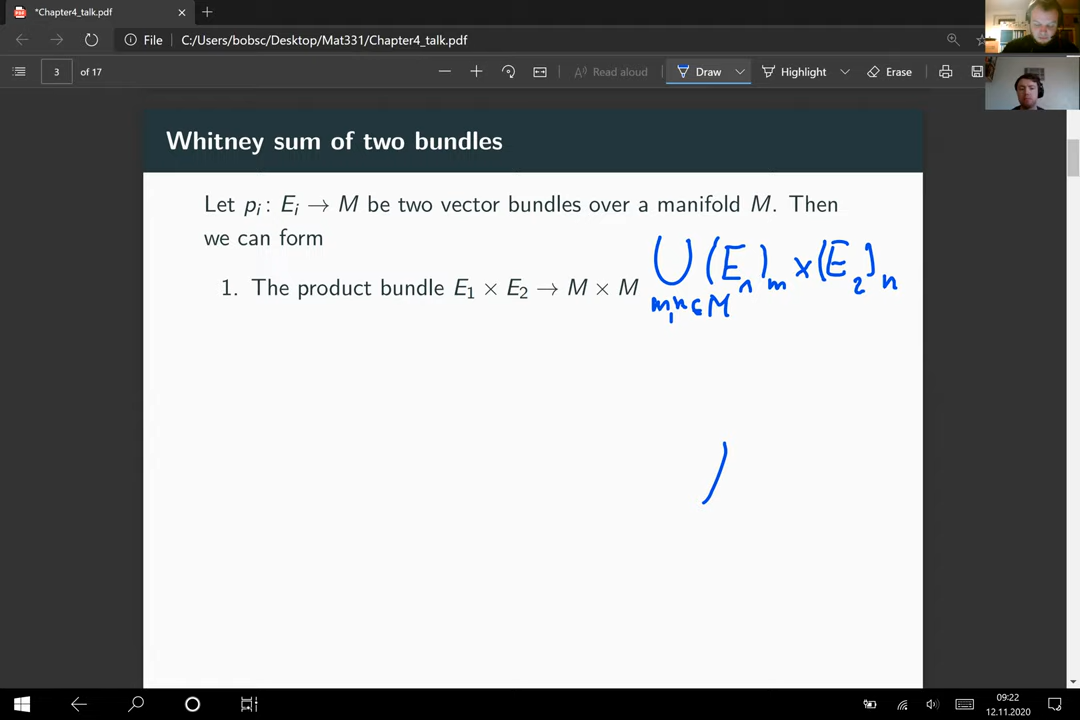 *Chapter4_talk.pdf
File C:/Users/bobsc/Desktop/Mat331/Chapter4_talk.pdf
3 of 17 Read aloud Draw Highlight Erase
Whitney sum of two bundles
Let pᵢ: Eᵢ → M be two vector bundles over a manifold M. Then
we can form
1. The product bundle E₁ × E₂ → M × M
⋃ (E₁)ₘ × (E₂)ₙ
m,n ∈ M
09:22
12.11.2020